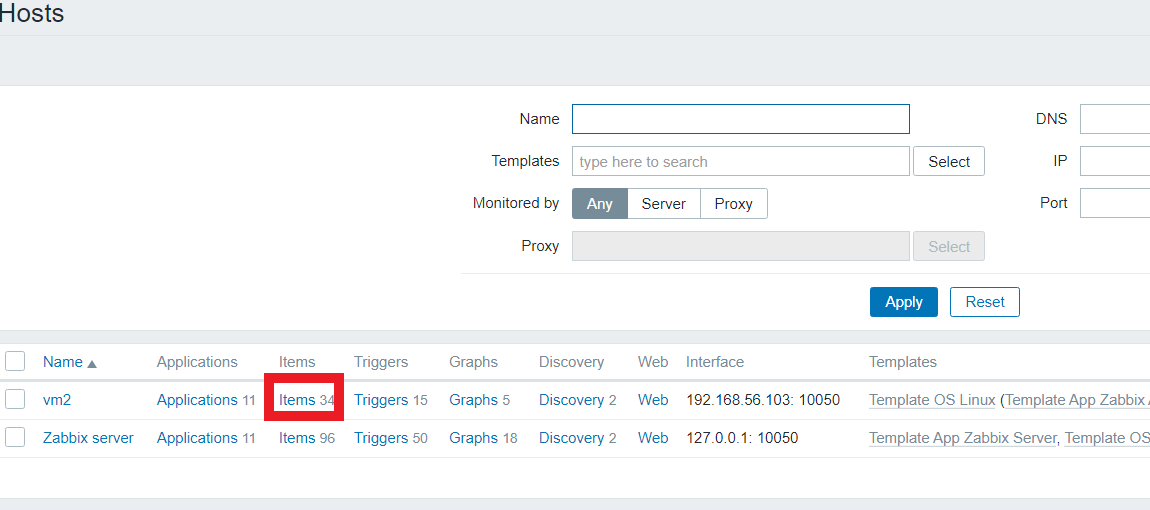 Hosts
Name DNS
Templates type here to search Select IP
Monitored by Any Server Proxy Port
Proxy Select
Apply Reset
Name Applications Items Triggers Graphs Discovery Web Interface Templates
vm2 Applications 11 Items 34 Triggers 15 Graphs 5 Discovery 2 Web 192.168.56.103: 10050 Template OS Linux (Template App Zabbix
Zabbix server Applications 11 Items 96 Triggers 50 Graphs 18 Discovery 2 Web 127.0.0.1: 10050 Template App Zabbix Server, Template OS